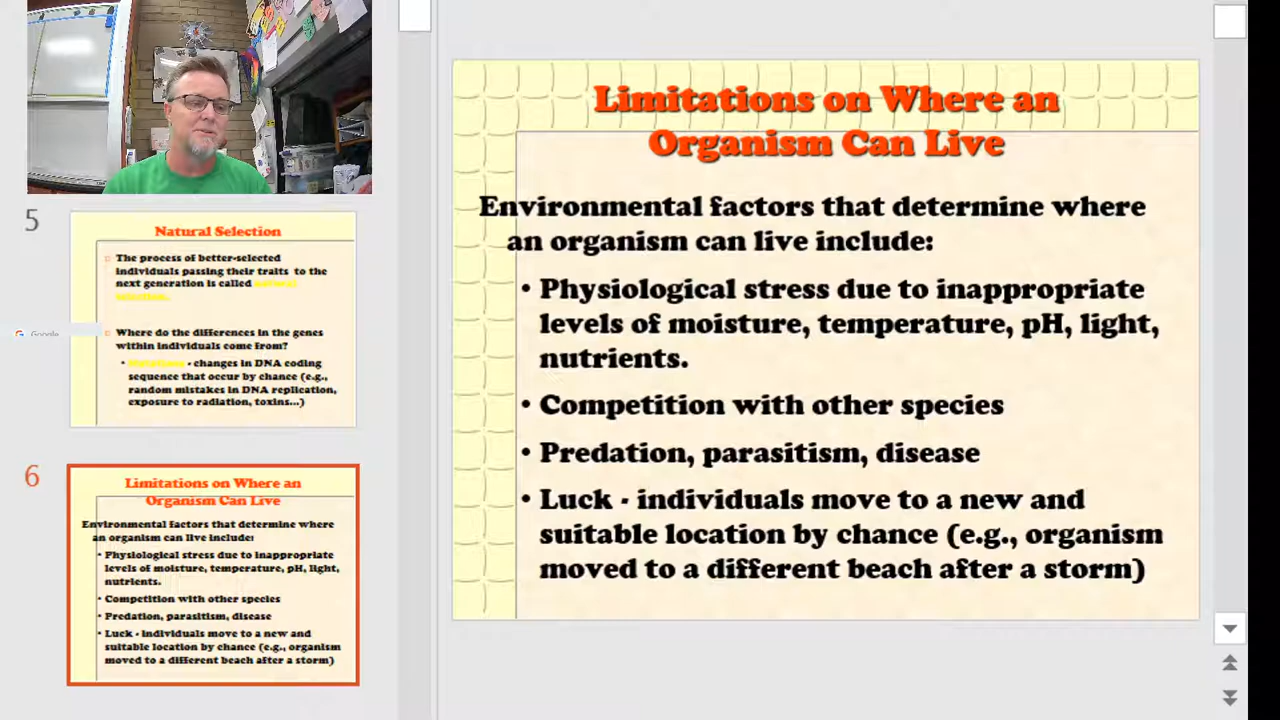 5
Natural Selection
The process of better-selected
individuals passing their traits to the
next generation is called natural
selection.
Where do the differences in the genes
within individuals come from?
• Mutations - changes in DNA coding
sequence that occur by chance (e.g.,
random mistakes in DNA replication,
exposure to radiation, toxins...)
Google
6
Limitations on Where an
Organism Can Live
Environmental factors that determine where
an organism can live include:
• Physiological stress due to inappropriate
levels of moisture, temperature, pH, light,
nutrients.
• Competition with other species
• Predation, parasitism, disease
• Luck - individuals move to a new and
suitable location by chance (e.g., organism
moved to a different beach after a storm)
Limitations on Where an
Organism Can Live
Environmental factors that determine where
an organism can live include:
• Physiological stress due to inappropriate
levels of moisture, temperature, pH, light,
nutrients.
• Competition with other species
• Predation, parasitism, disease
• Luck - individuals move to a new and
suitable location by chance (e.g., organism
moved to a different beach after a storm)